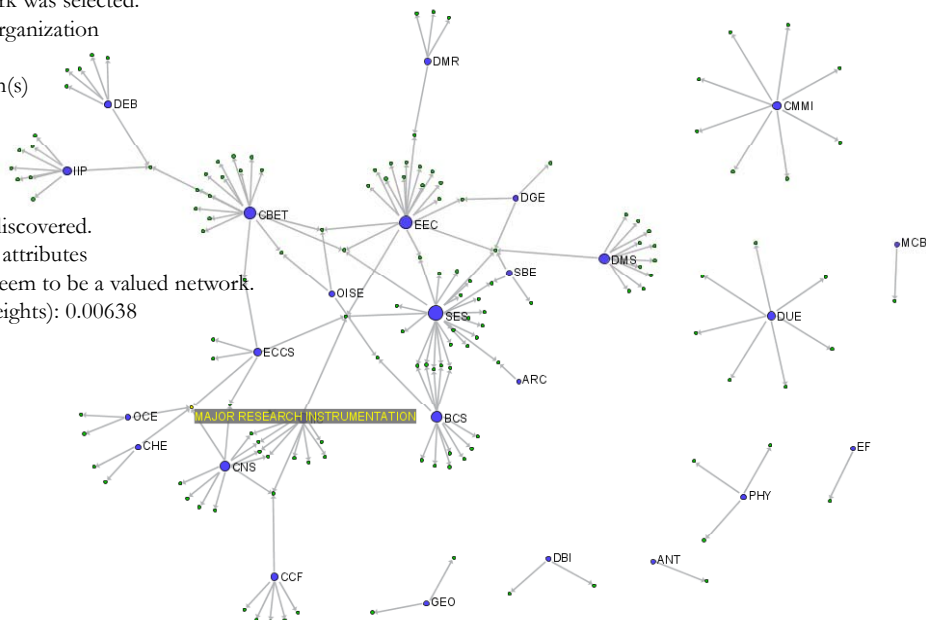 rk was selected.
rganization
n(s)
discovered.
attributes
eem to be a valued network.
eights): 0.00638
DMR
DEB
CMMI
IIP
CBET
EEC
DGE
DMS
MCB
SBE
OISE
SES
DUE
ECCS
ARC
OCE
MAJOR RESEARCH INSTRUMENTATION
BCS
CHE
CNS
EF
PHY
DBI
ANT
CCF
GEO